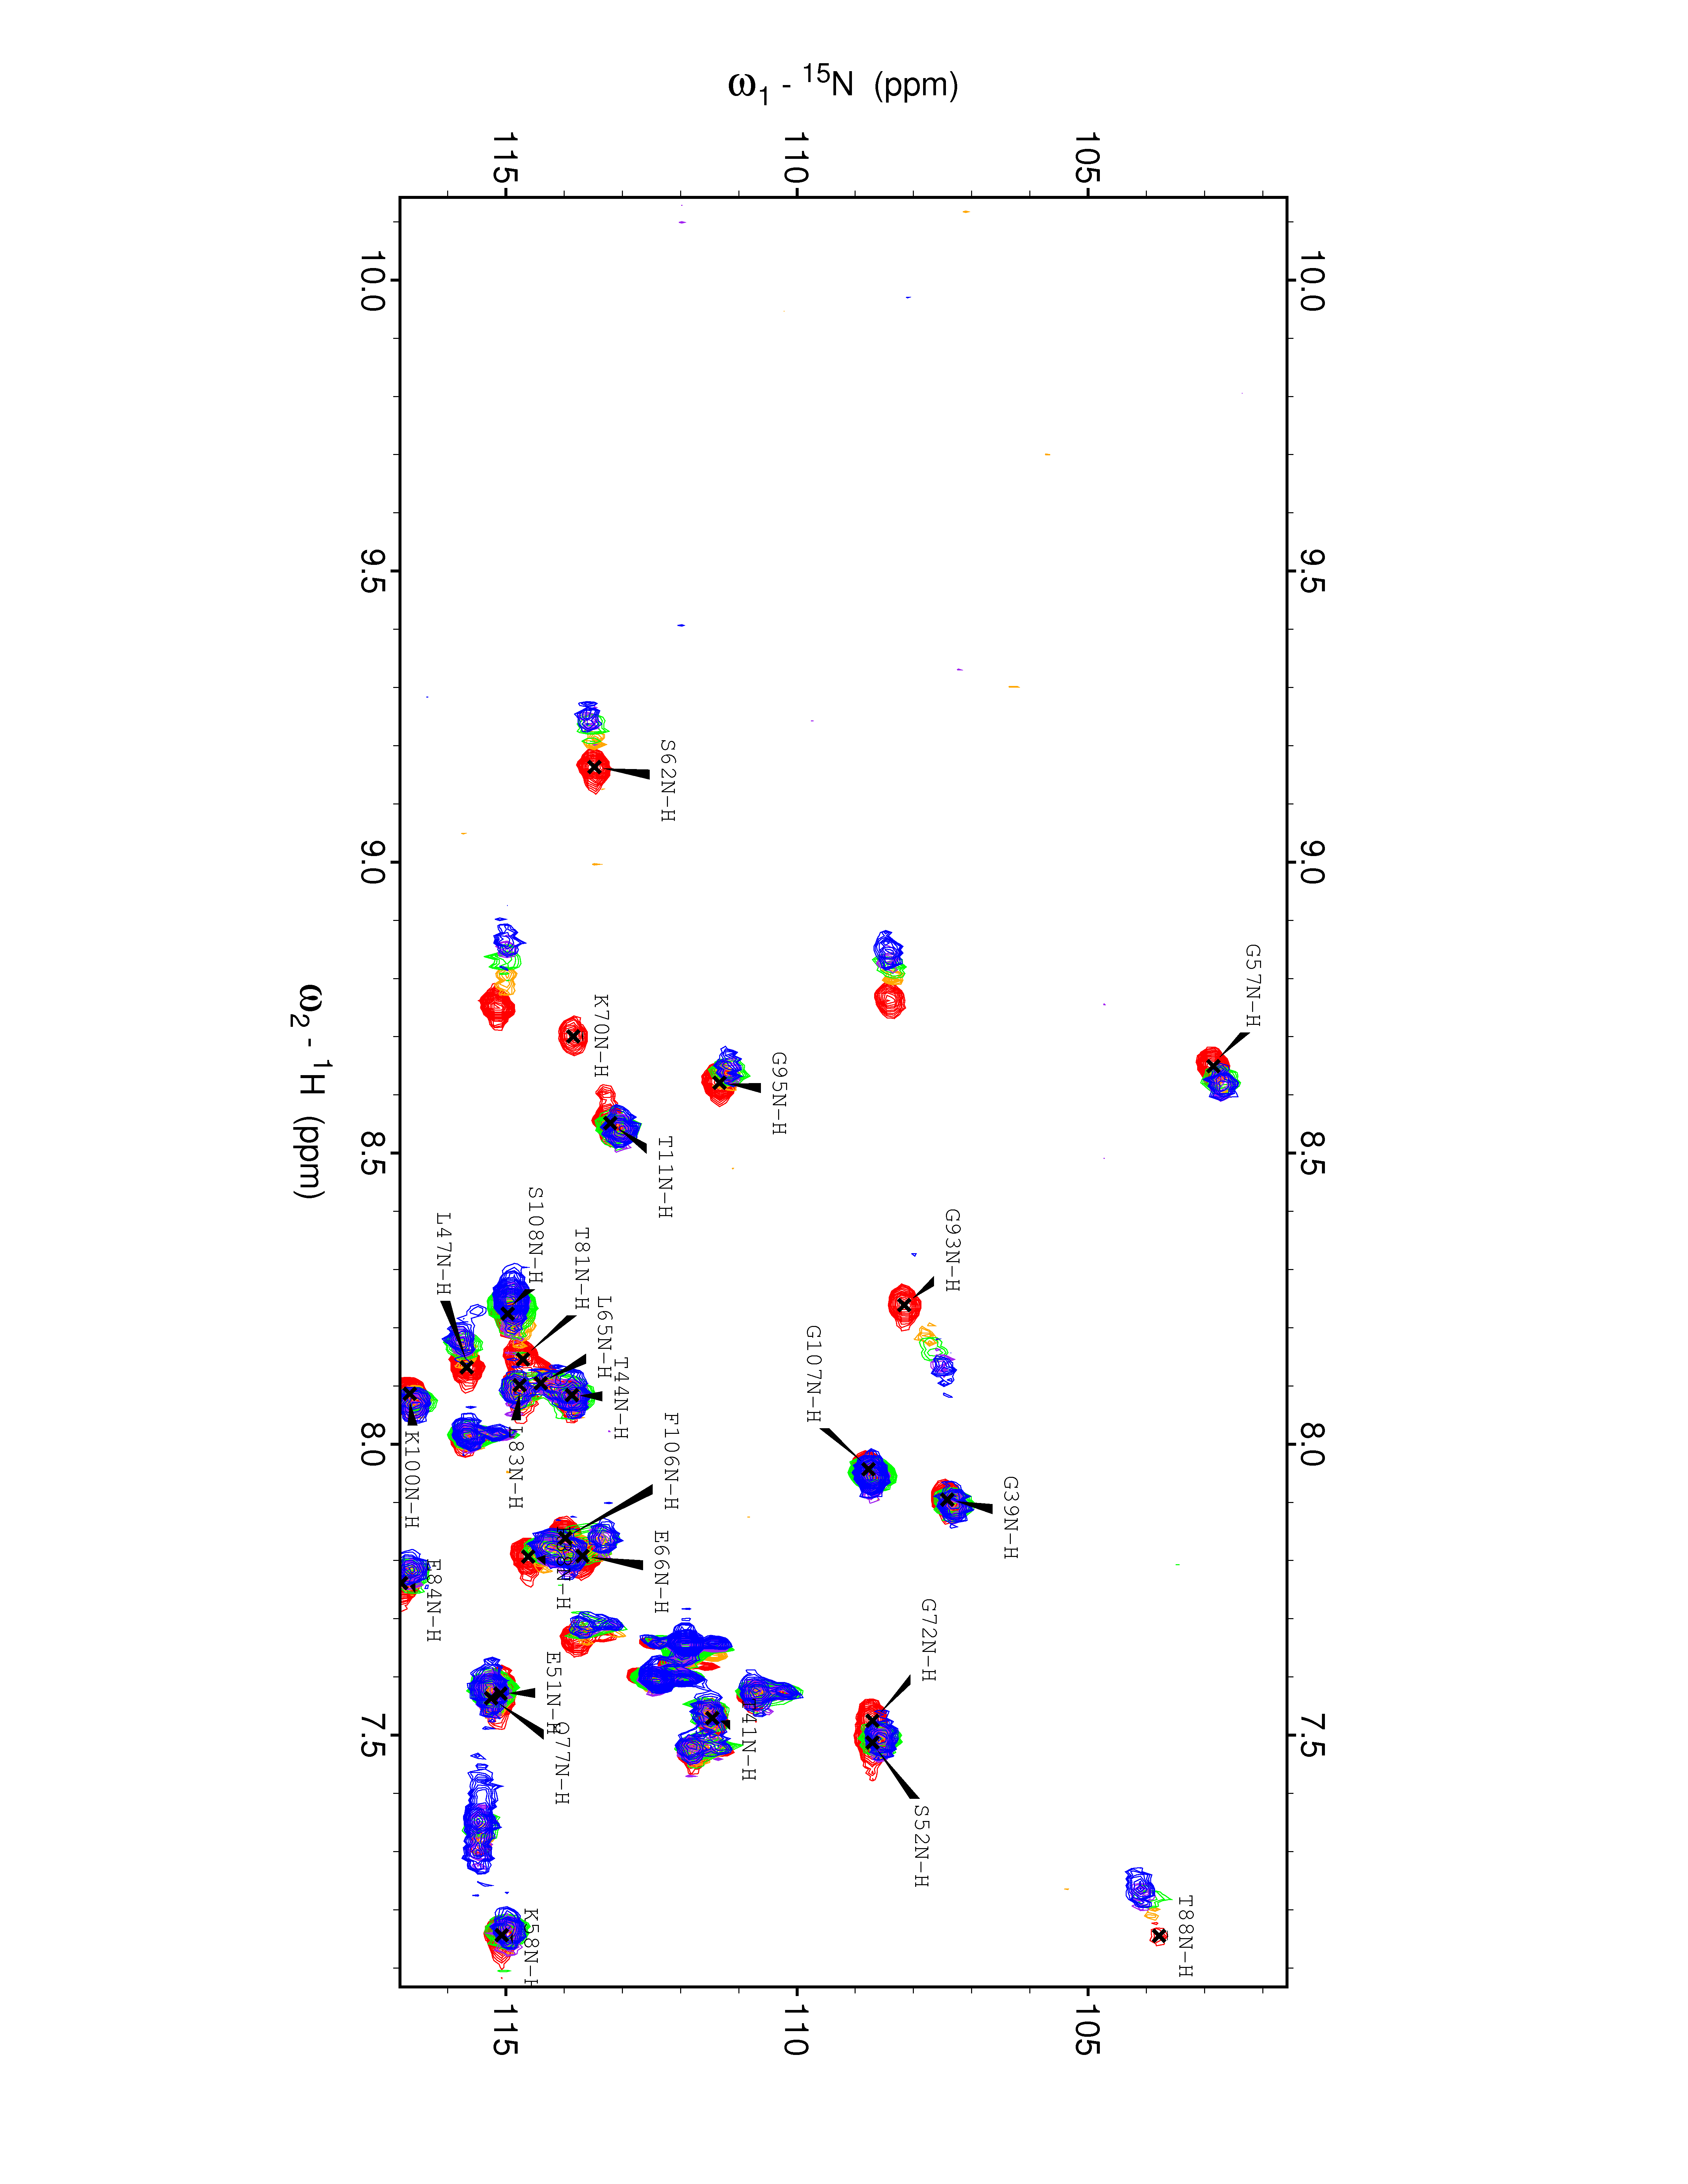 ω1 - 15N (ppm)
115
110
105
10.0
9.5
9.0
8.5
8.0
7.5
10.0
9.5
9.0
8.5
8.0
7.5
115
110
105
ω2 - 1H (ppm)
S62N-H
G57N-H
K70N-H
G95N-H
T11N-H
S108N-H
L47N-H
T81N-H
G93N-H
L65N-H
T44N-H
G107N-H
F106N-H
K100N-H
83N-H
G39N-H
E66N-H
N-H
84N-H
G72N-H
E51N-H
Q77N-H
41N-H
S52N-H
T88N-H
K58N-H